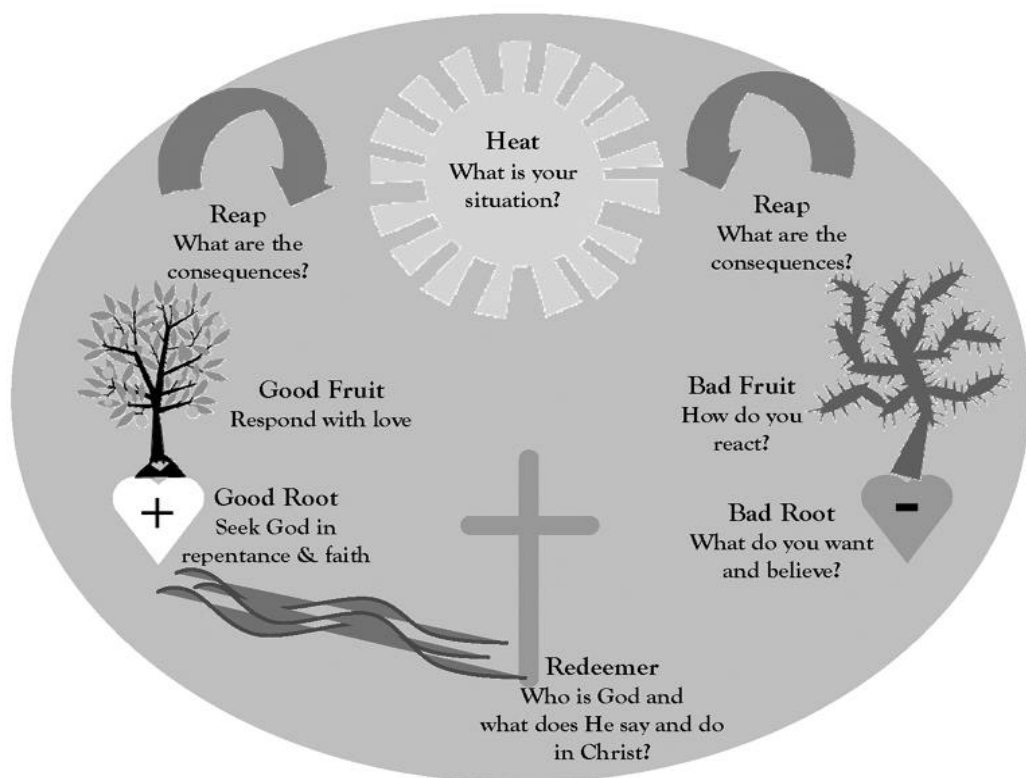 Heat
What is your
situation?
Reap
What are the
consequences?
Reap
What are the
consequences?
Good Fruit
Respond with love
Bad Fruit
How do you
react?
+
Good Root
Seek God in
repentance & faith
-
Bad Root
What do you want
and believe?
Redeemer
Who is God and
what does He say and do
in Christ?